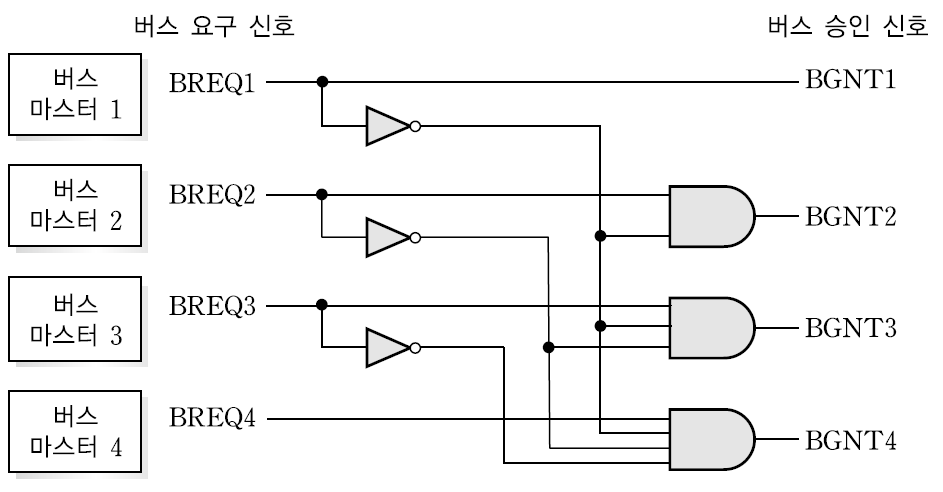 버스 요구 신호
버스 승인 신호
버스
마스터 1
BREQ1
BGNT1
버스
마스터 2
BREQ2
BGNT2
버스
마스터 3
BREQ3
BGNT3
버스
마스터 4
BREQ4
BGNT4